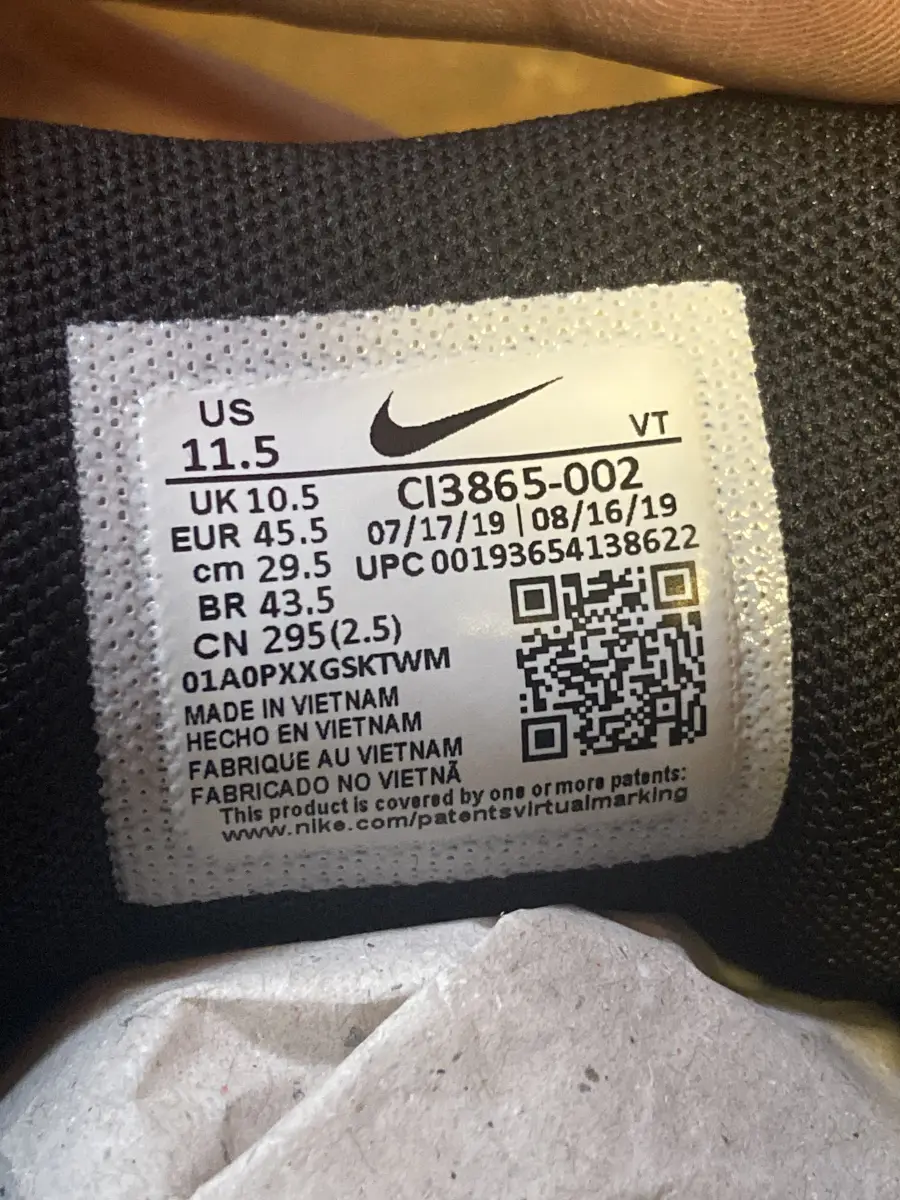 US
11.5
VT
UK 10.5
EUR 45.5
cm 29.5
BR 43.5
CN 295(2.5)
CI3865-002
07/17/19 | 08/16/19
UPC 00193654138622
01A0PXXGSKTWM
MADE IN VIETNAM
HECHO EN VIETNAM
FABRIQUE AU VIETNAM
FABRICADO NO VIETNÃ
This product is covered by one or more patents:
www.nike.com/patentsvirtualmarking